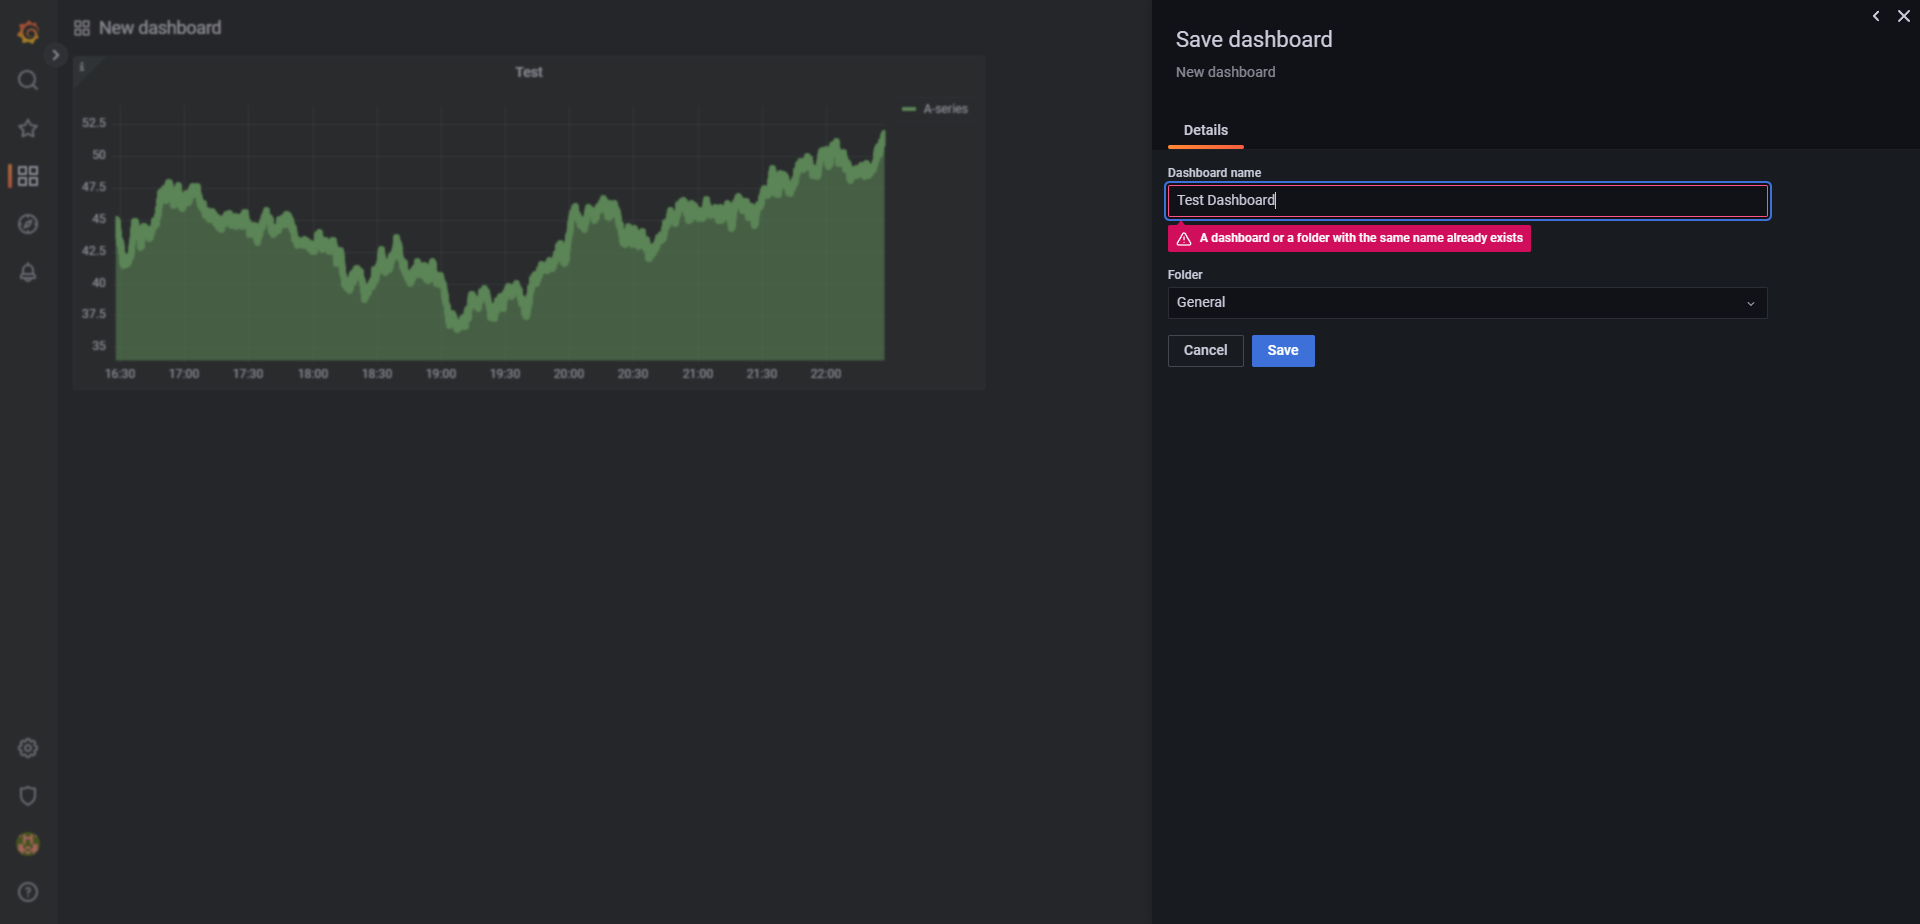 New dashboard
i
Test
A-series
52.5
50
47.5
45
42.5
40
37.5
35
16:30 17:00 17:30 18:00 18:30 19:00 19:30 20:00 20:30 21:00 21:30 22:00
Save dashboard
New dashboard
Details
Dashboard name
Test Dashboard
A dashboard or a folder with the same name already exists
Folder
General
Cancel Save